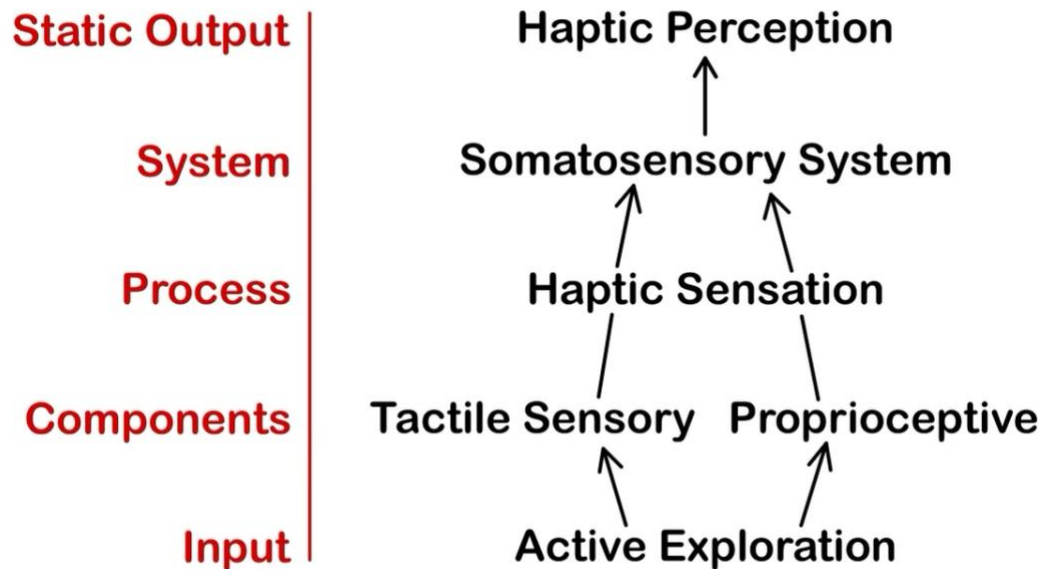 Static Output
Haptic Perception
System
Somatosensory System
Process
Haptic Sensation
Components
Tactile Sensory
Proprioceptive
Input
Active Exploration